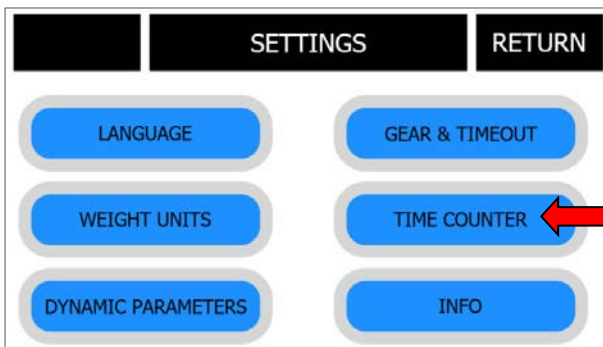 SETTINGS RETURN
LANGUAGE GEAR & TIMEOUT
WEIGHT UNITS TIME COUNTER
DYNAMIC PARAMETERS INFO